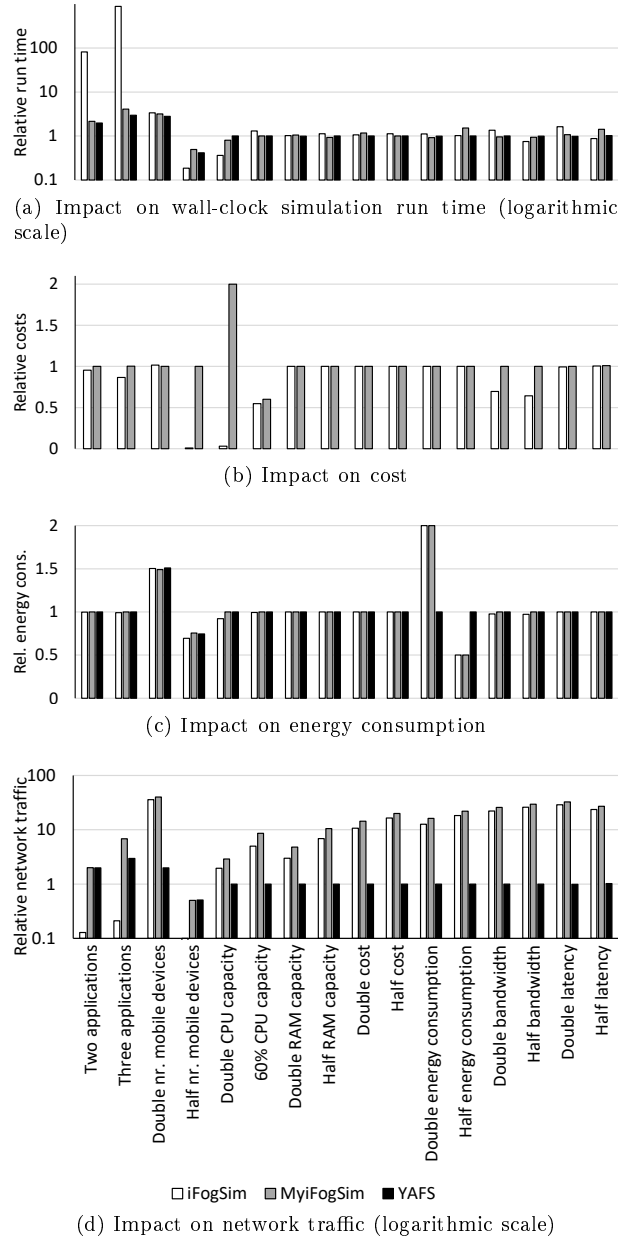 Relative run time
100
10
1
0.1
(a) Impact on wall-clock simulation run time (logarithmic
scale)
Relative costs
2
1.5
1
0.5
0
(b) Impact on cost
Rel. energy cons.
2
1.5
1
0.5
0
(c) Impact on energy consumption
Relative network traffic
100
10
1
0.1
Two applications
Three applications
Double nr. mobile devices
Half nr. mobile devices
Double CPU capacity
60% CPU capacity
Double RAM capacity
Half RAM capacity
Double cost
Half cost
Double energy consumption
Half energy consumption
Double bandwidth
Half bandwidth
Double latency
Half latency
iFogSim MyiFogSim YAFS
(d) Impact on network traffic (logarithmic scale)